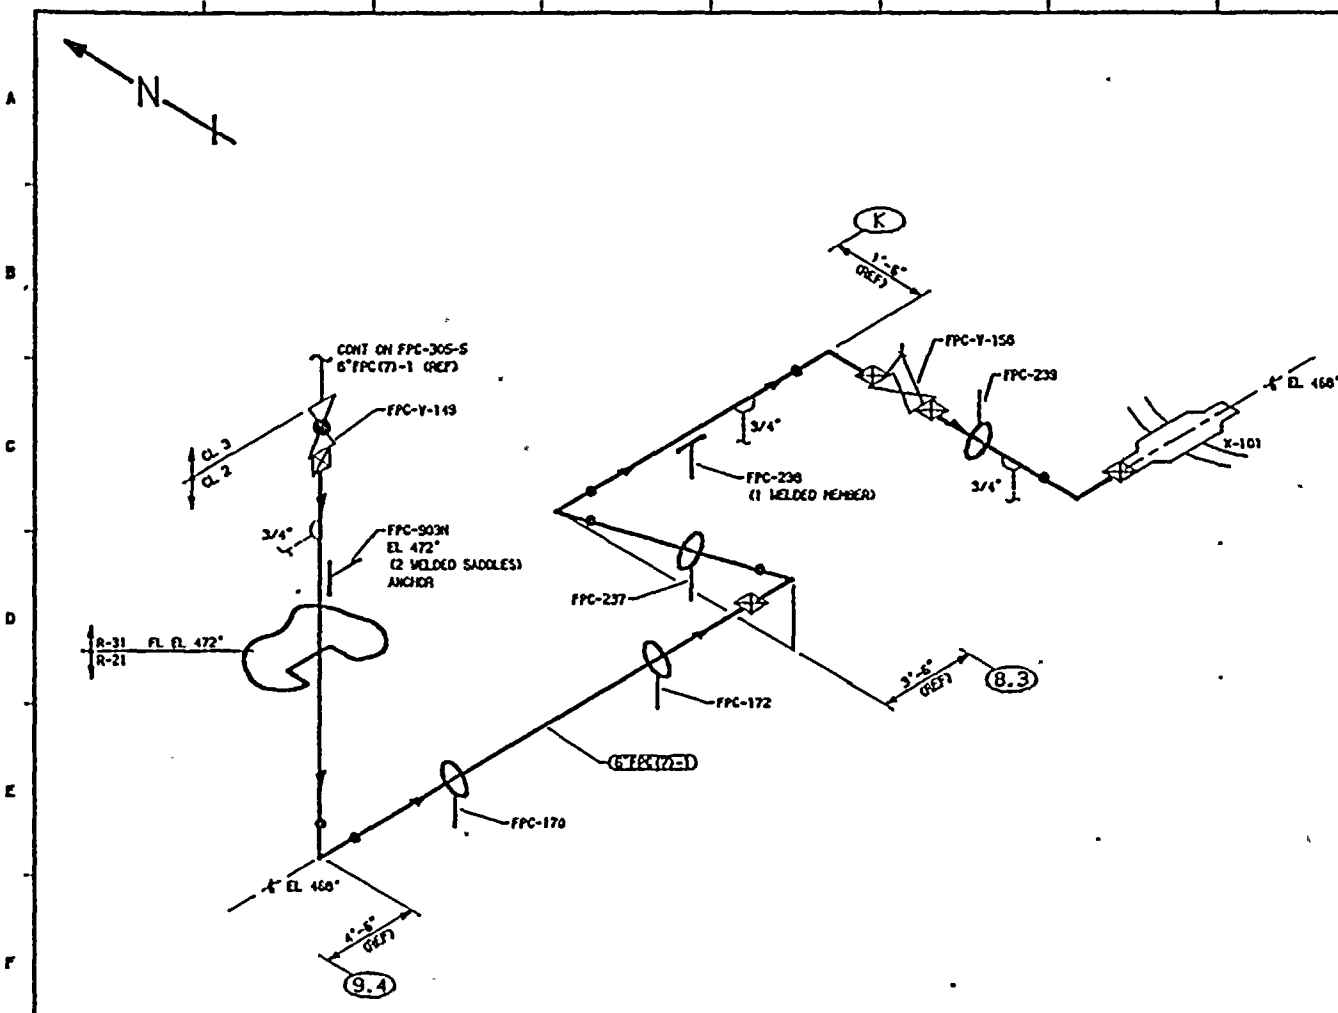 A
N
B
K
1'-6"
(REF)
CONT ON FPC-305-S
6"FPC(7)-1 (REF)
FPC-V-156
FPC-239
FPC-V-149
℄ EL 468'
C
CL 3
CL 2
3/4"
X-101
FPC-238
(1 WELDED MEMBER)
3/4"
3/4"
FPC-903N
EL 472'
(2 WELDED SADDLES)
ANCHOR
FPC-237
D
R-31 FL EL 472'
R-21
3'-6"
(REF)
8.3
FPC-172
6"FPC(7)-1
E
FPC-170
℄ EL 468'
4'-6"
(REF)
F
9.4